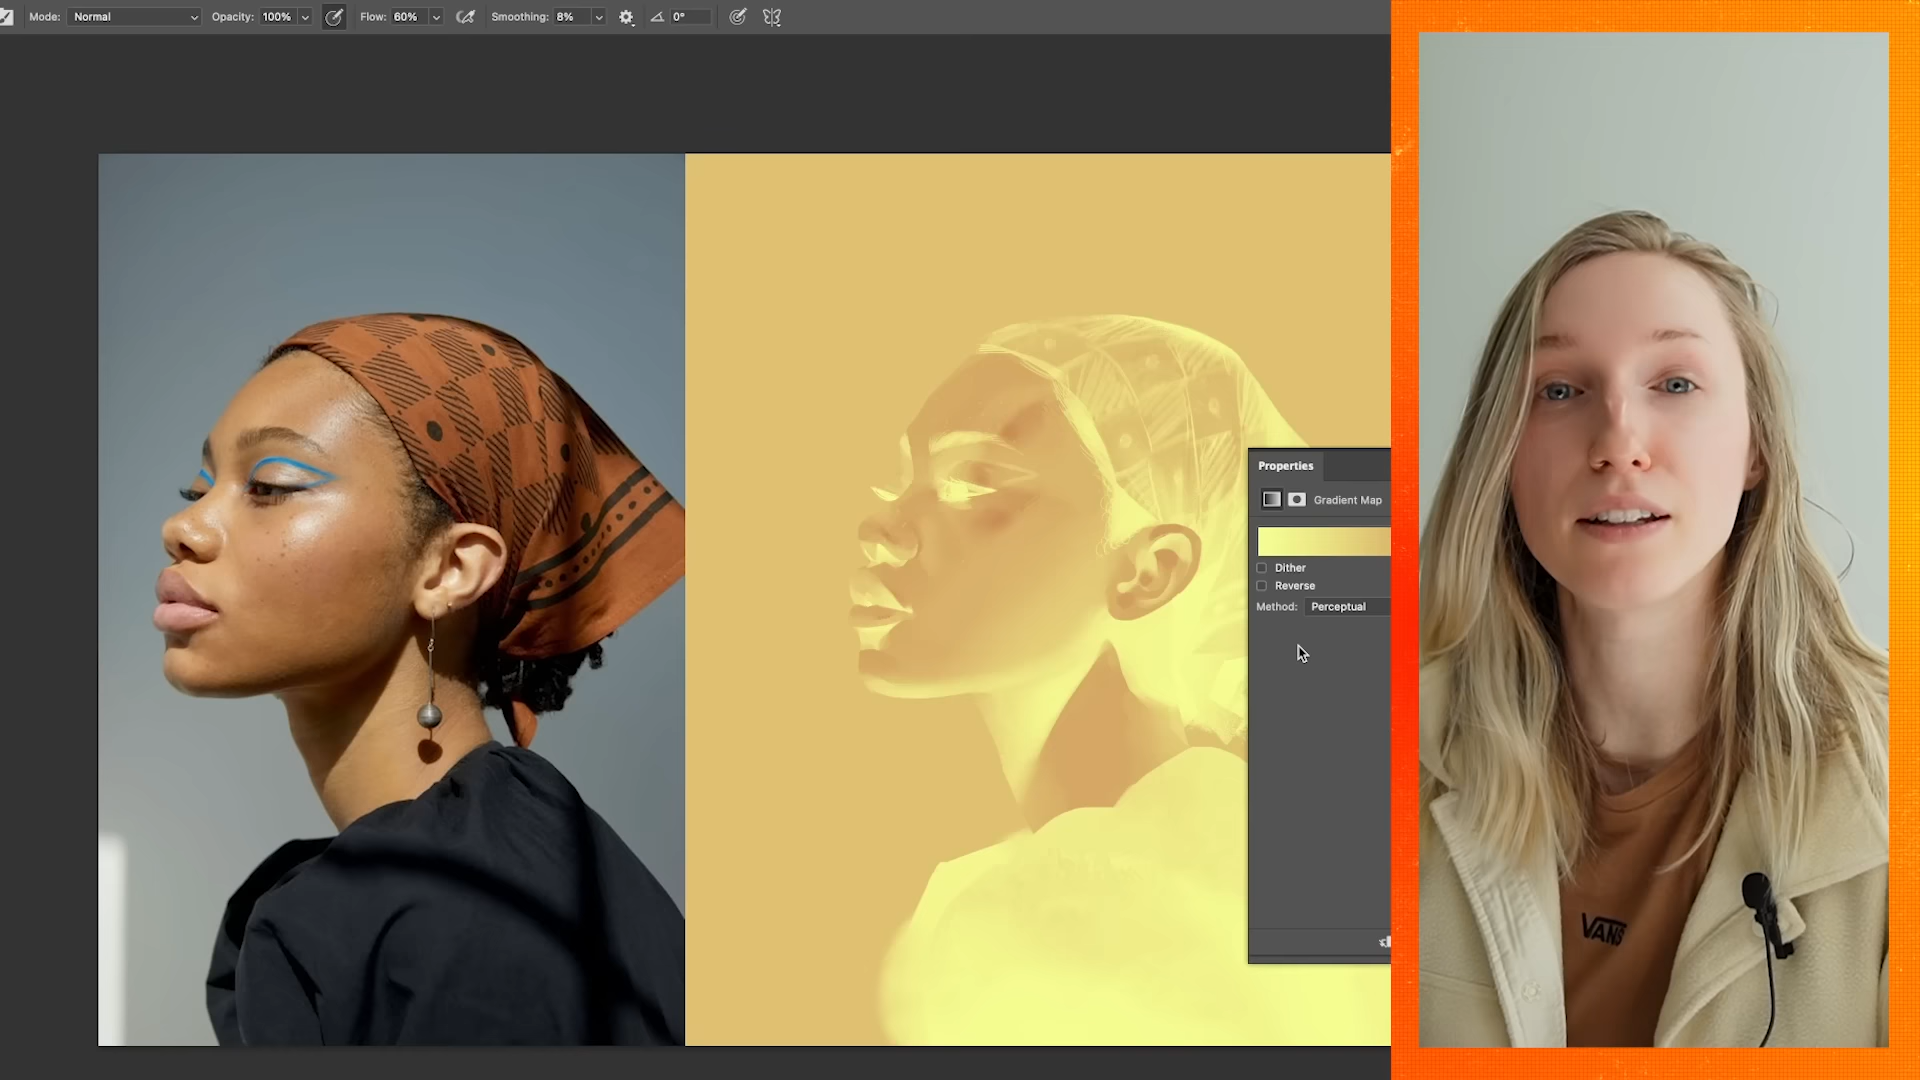 Mode: Normal Opacity: 100% Flow: 60% Smoothing: 8% 0°
Properties
Gradient Map
Dither
Reverse
Method: Perceptual
VANS